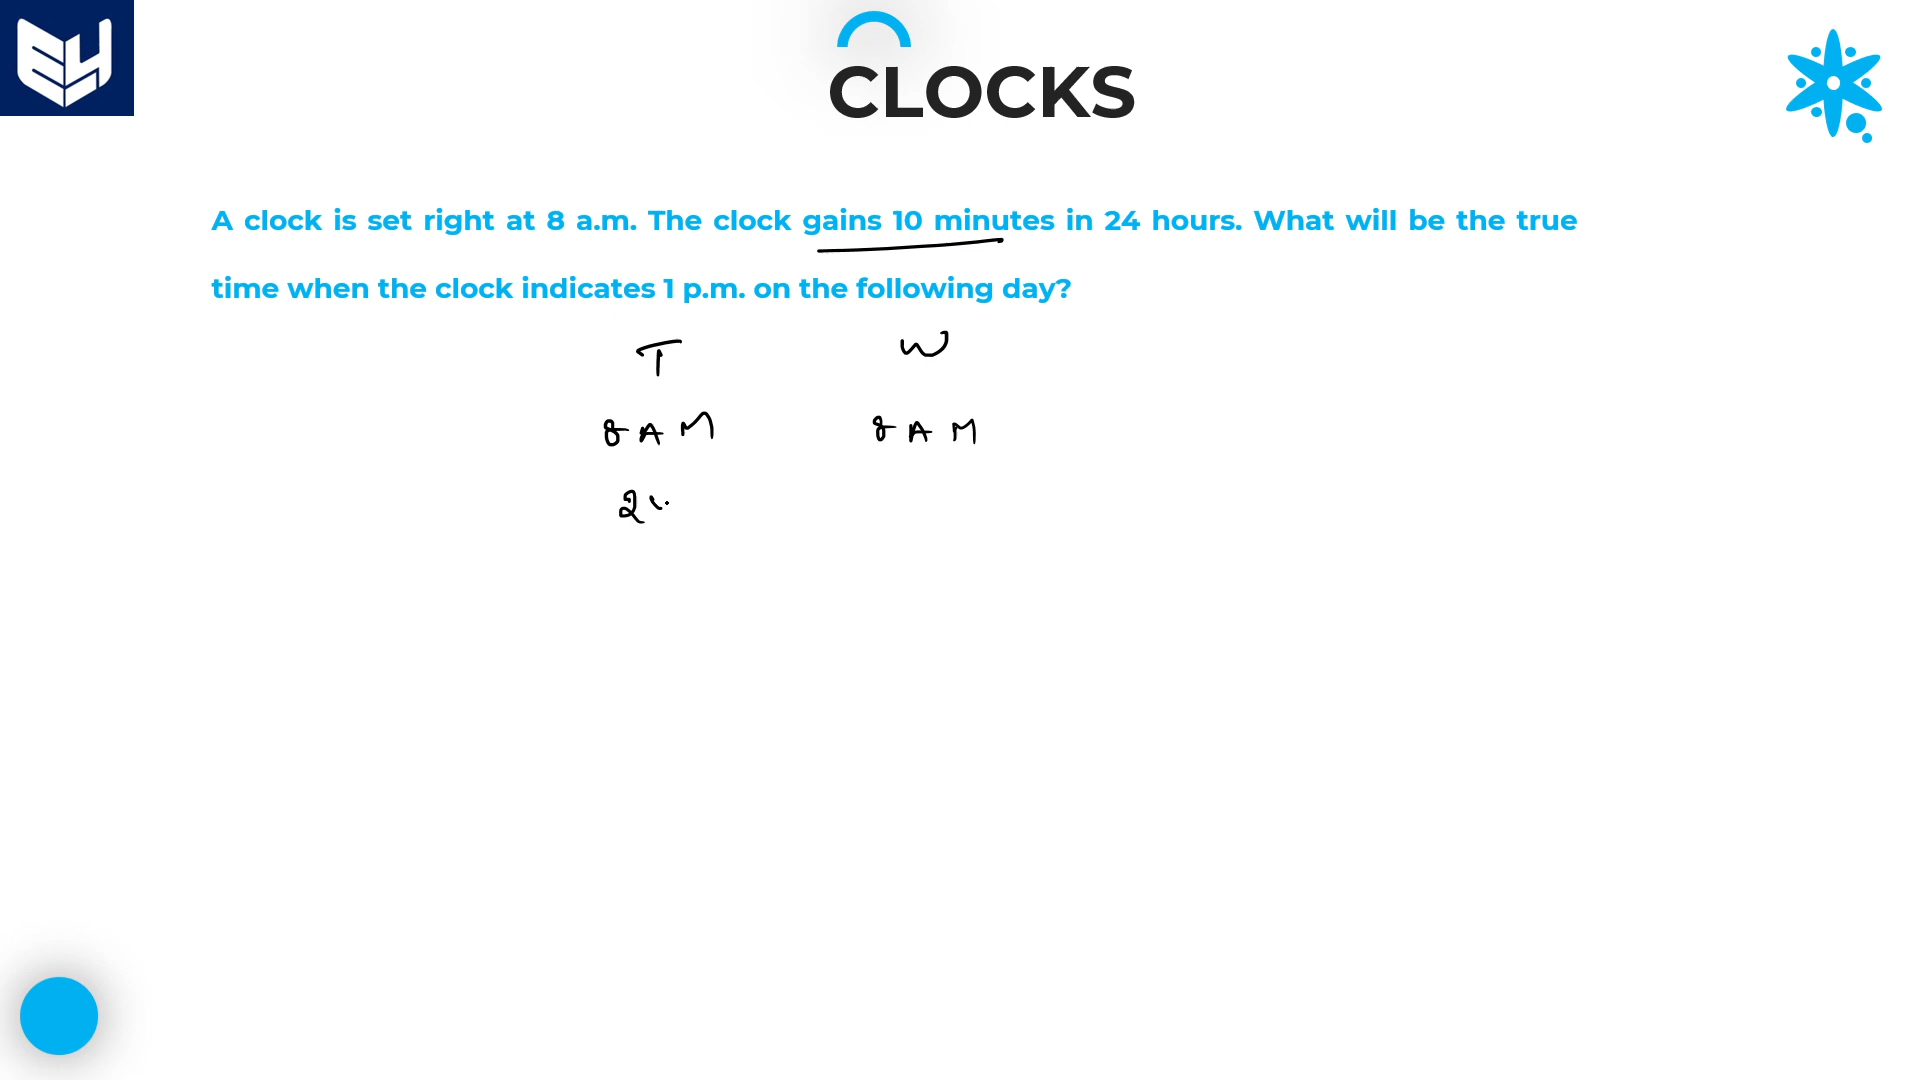 CLOCKS
A clock is set right at 8 a.m. The clock gains 10 minutes in 24 hours. What will be the true
time when the clock indicates 1 p.m. on the following day?
T W
8 AM 8 AM
2